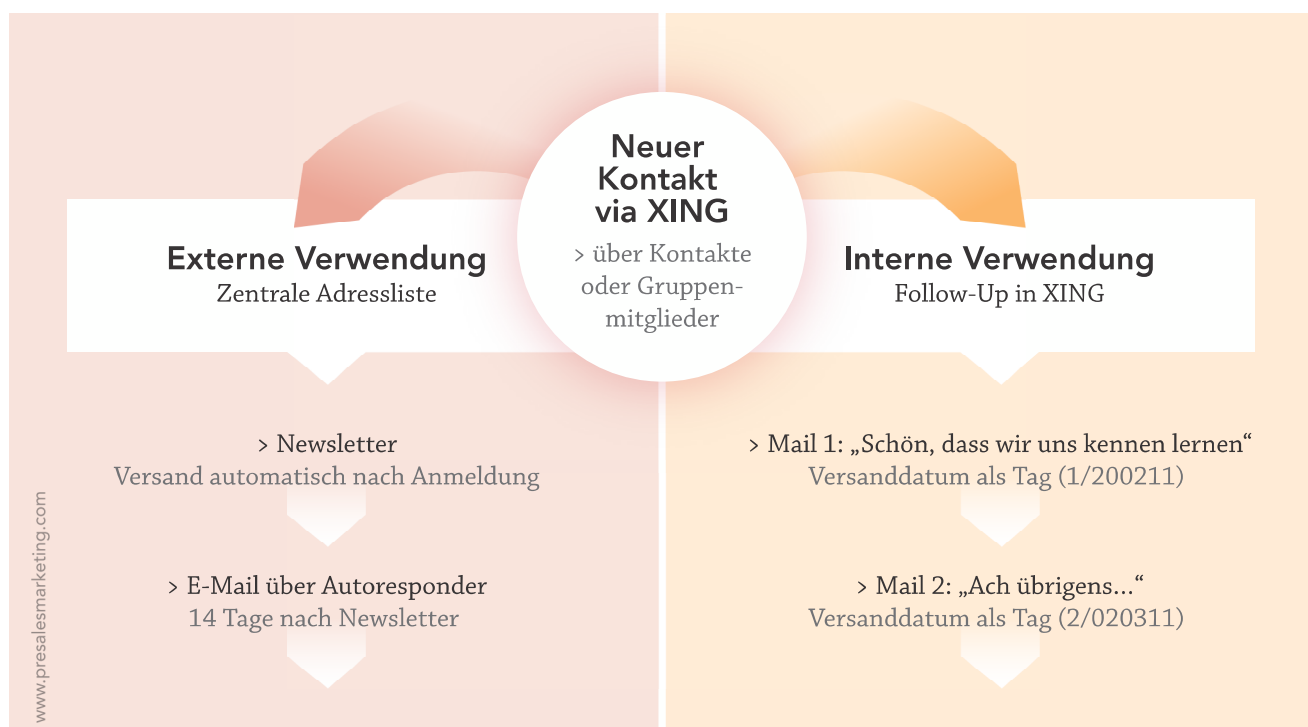 Neuer
Kontakt
via XING
> über Kontakte
oder Gruppen-
mitglieder
Externe Verwendung
Zentrale Adressliste
> Newsletter
Versand automatisch nach Anmeldung
> E-Mail über Autoresponder
14 Tage nach Newsletter
Interne Verwendung
Follow-Up in XING
> Mail 1: „Schön, dass wir uns kennen lernen“
Versanddatum als Tag (1/200211)
> Mail 2: „Ach übrigens...“
Versanddatum als Tag (2/020311)
www.presalesmarketing.com